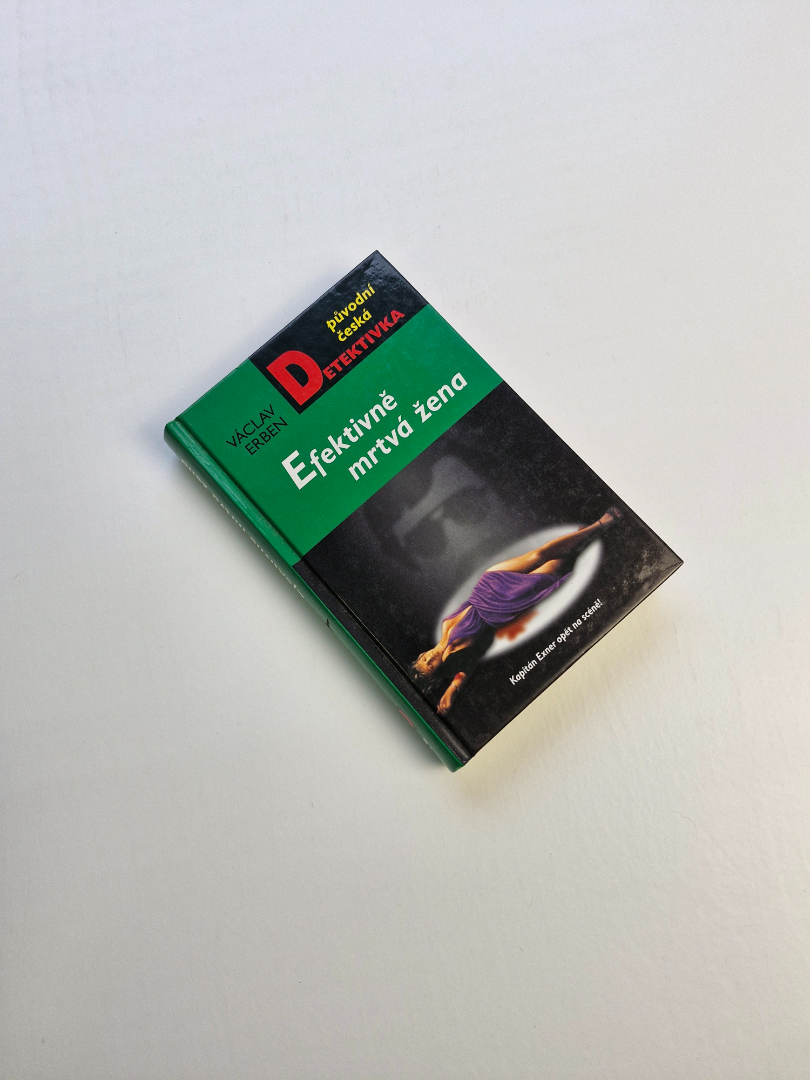 původní
česká
DETEKTIVKA
VÁCLAV
ERBEN
Efektivně
mrtvá žena
Kapitán Exner opět na scéně!